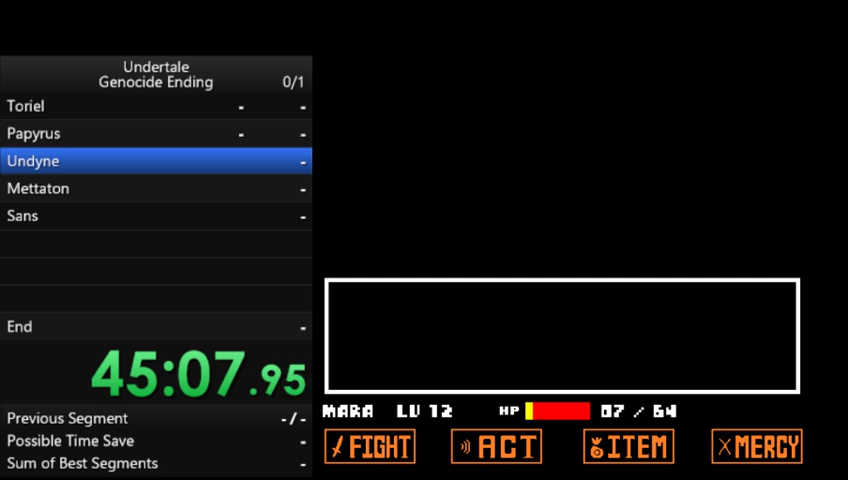 Undertale
Genocide Ending 0/1
Toriel - -
Papyrus - -
Undyne -
Mettaton -
Sans -
End -
45:07.95
Previous Segment -/-
Possible Time Save -
Sum of Best Segments -
MARA LV 12 HP 07 / 64
FIGHT ACT ITEM MERCY